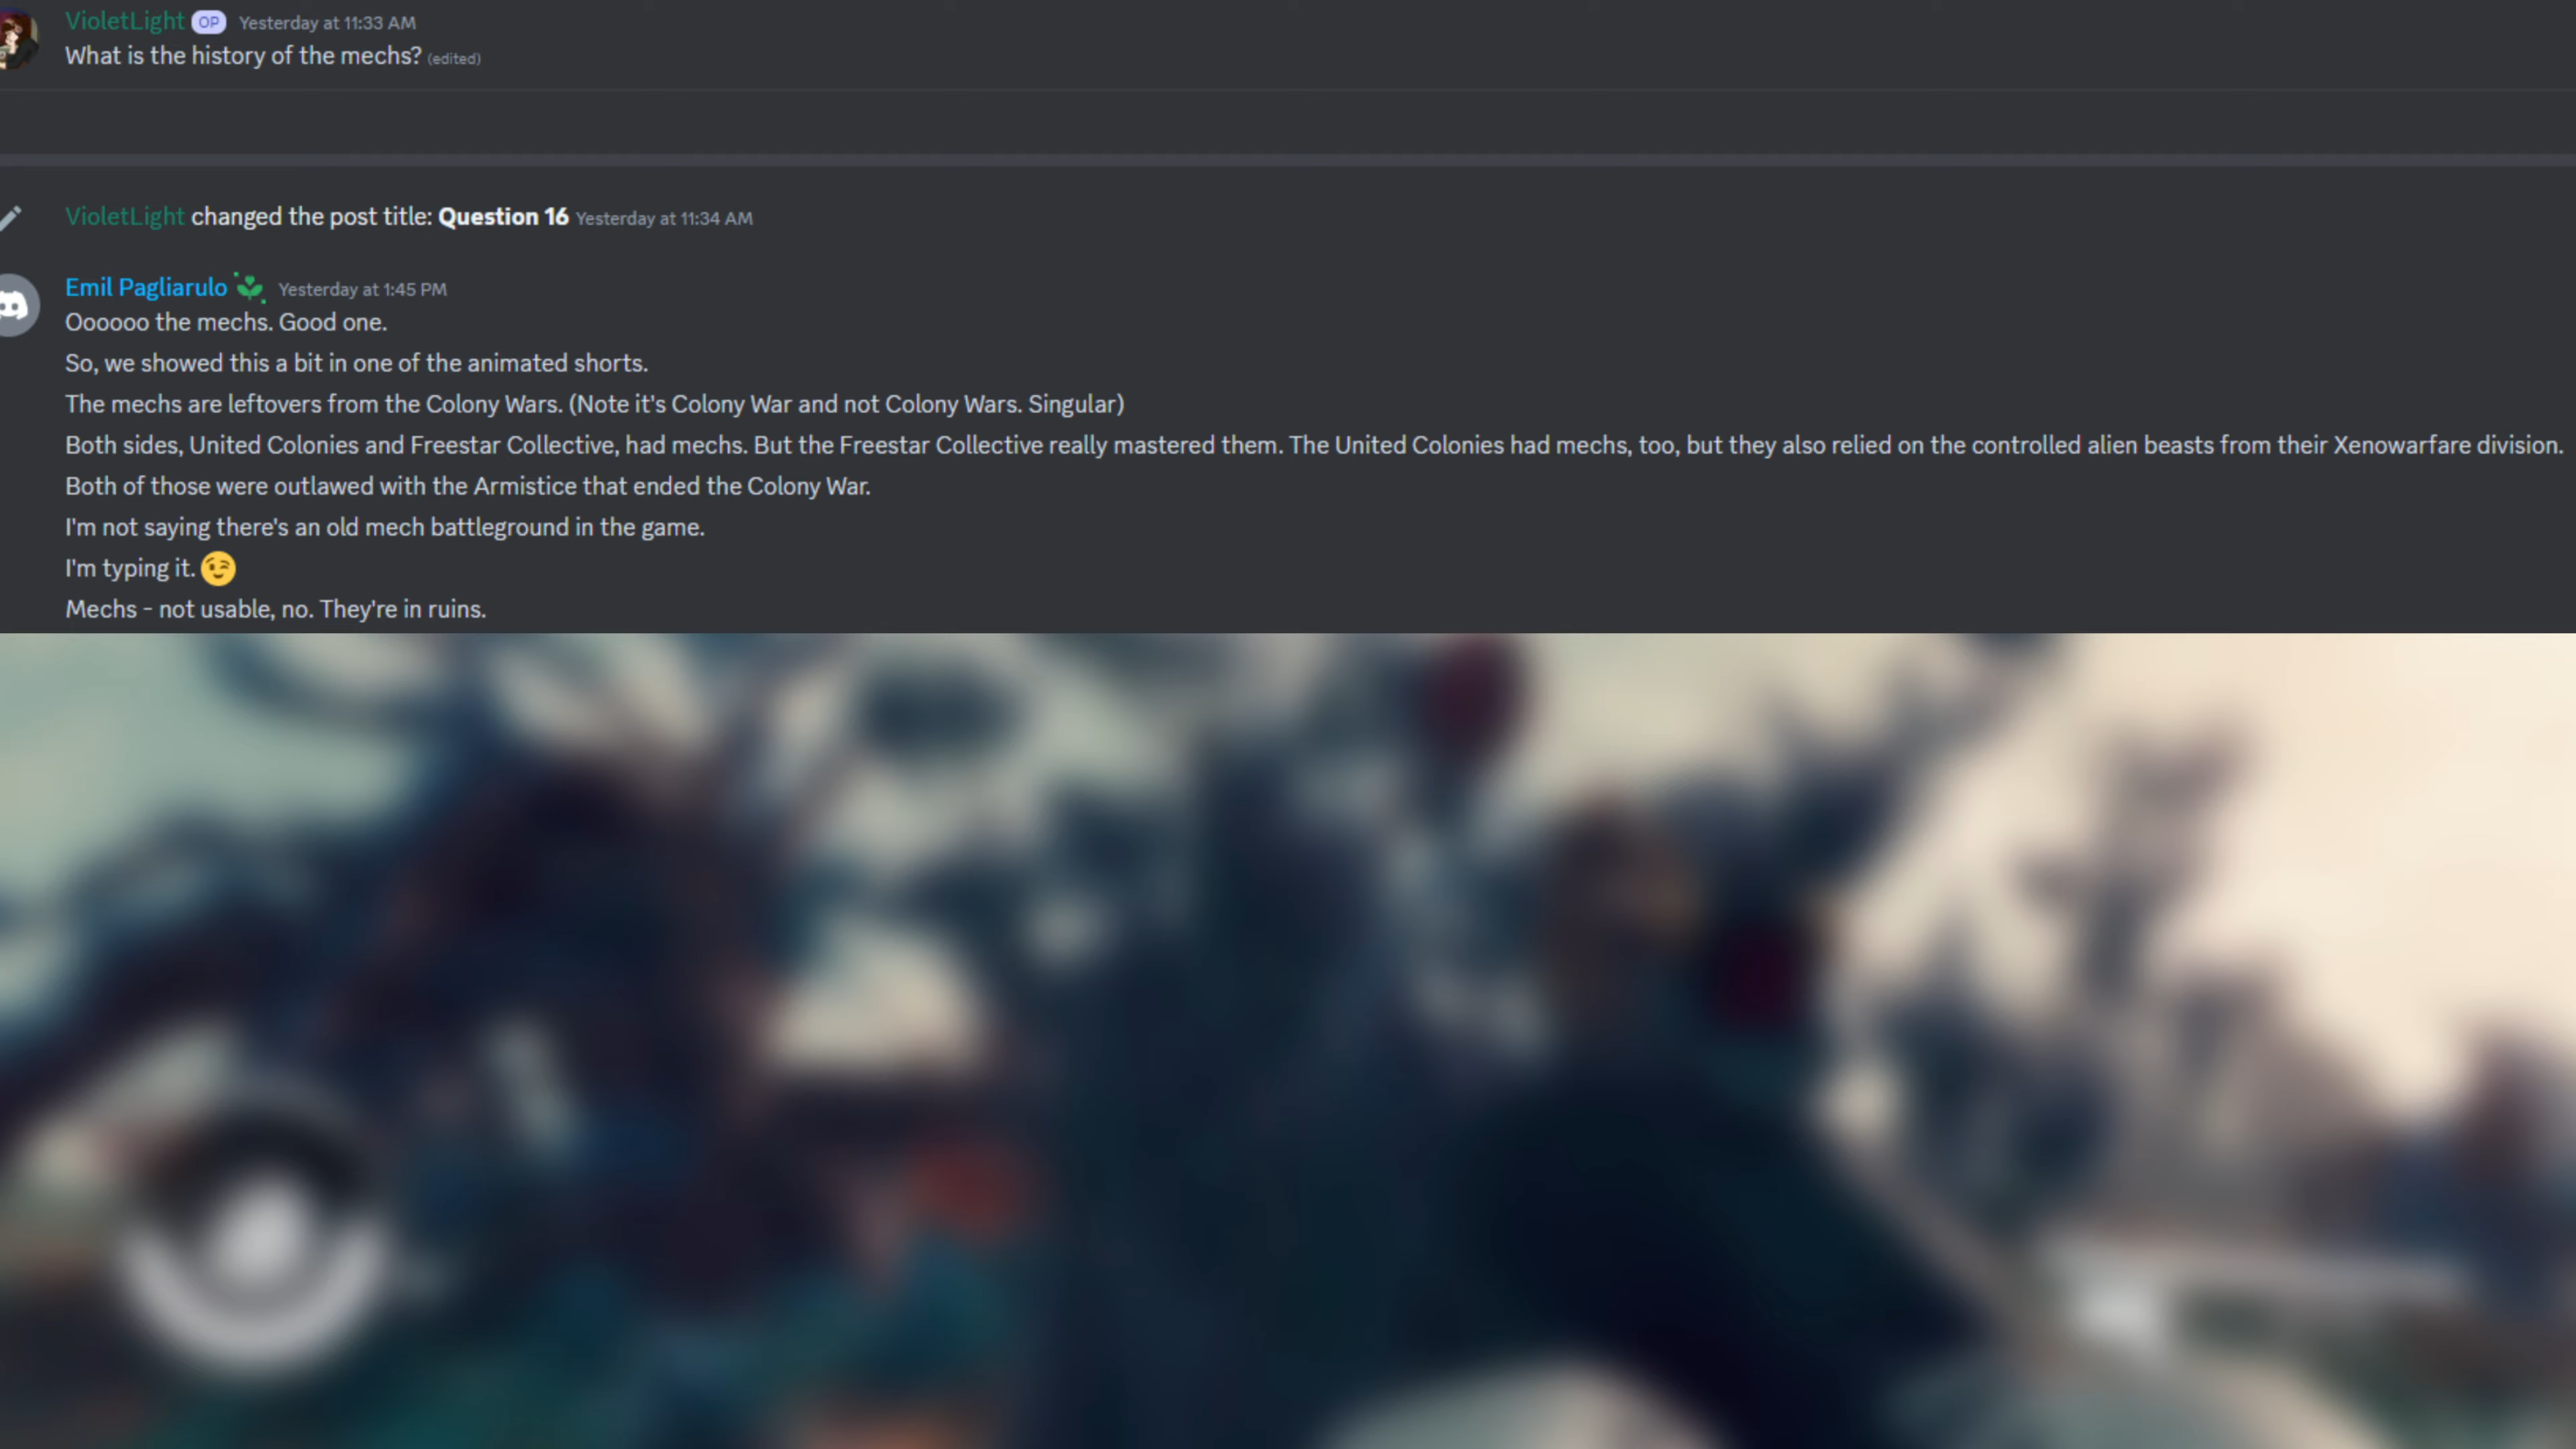 VioletLight OP Yesterday at 11:33 AM
What is the history of the mechs? (edited)
VioletLight changed the post title: Question 16 Yesterday at 11:34 AM
Emil Pagliarulo Yesterday at 1:45 PM
Oooooo the mechs. Good one.
So, we showed this a bit in one of the animated shorts.
The mechs are leftovers from the Colony Wars. (Note it's Colony War and not Colony Wars. Singular)
Both sides, United Colonies and Freestar Collective, had mechs. But the Freestar Collective really mastered them. The United Colonies had mechs, too, but they also relied on the controlled alien beasts from their Xenowarfare division.
Both of those were outlawed with the Armistice that ended the Colony War.
I'm not saying there's an old mech battleground in the game.
I'm typing it. 😉
Mechs - not usable, no. They're in ruins.